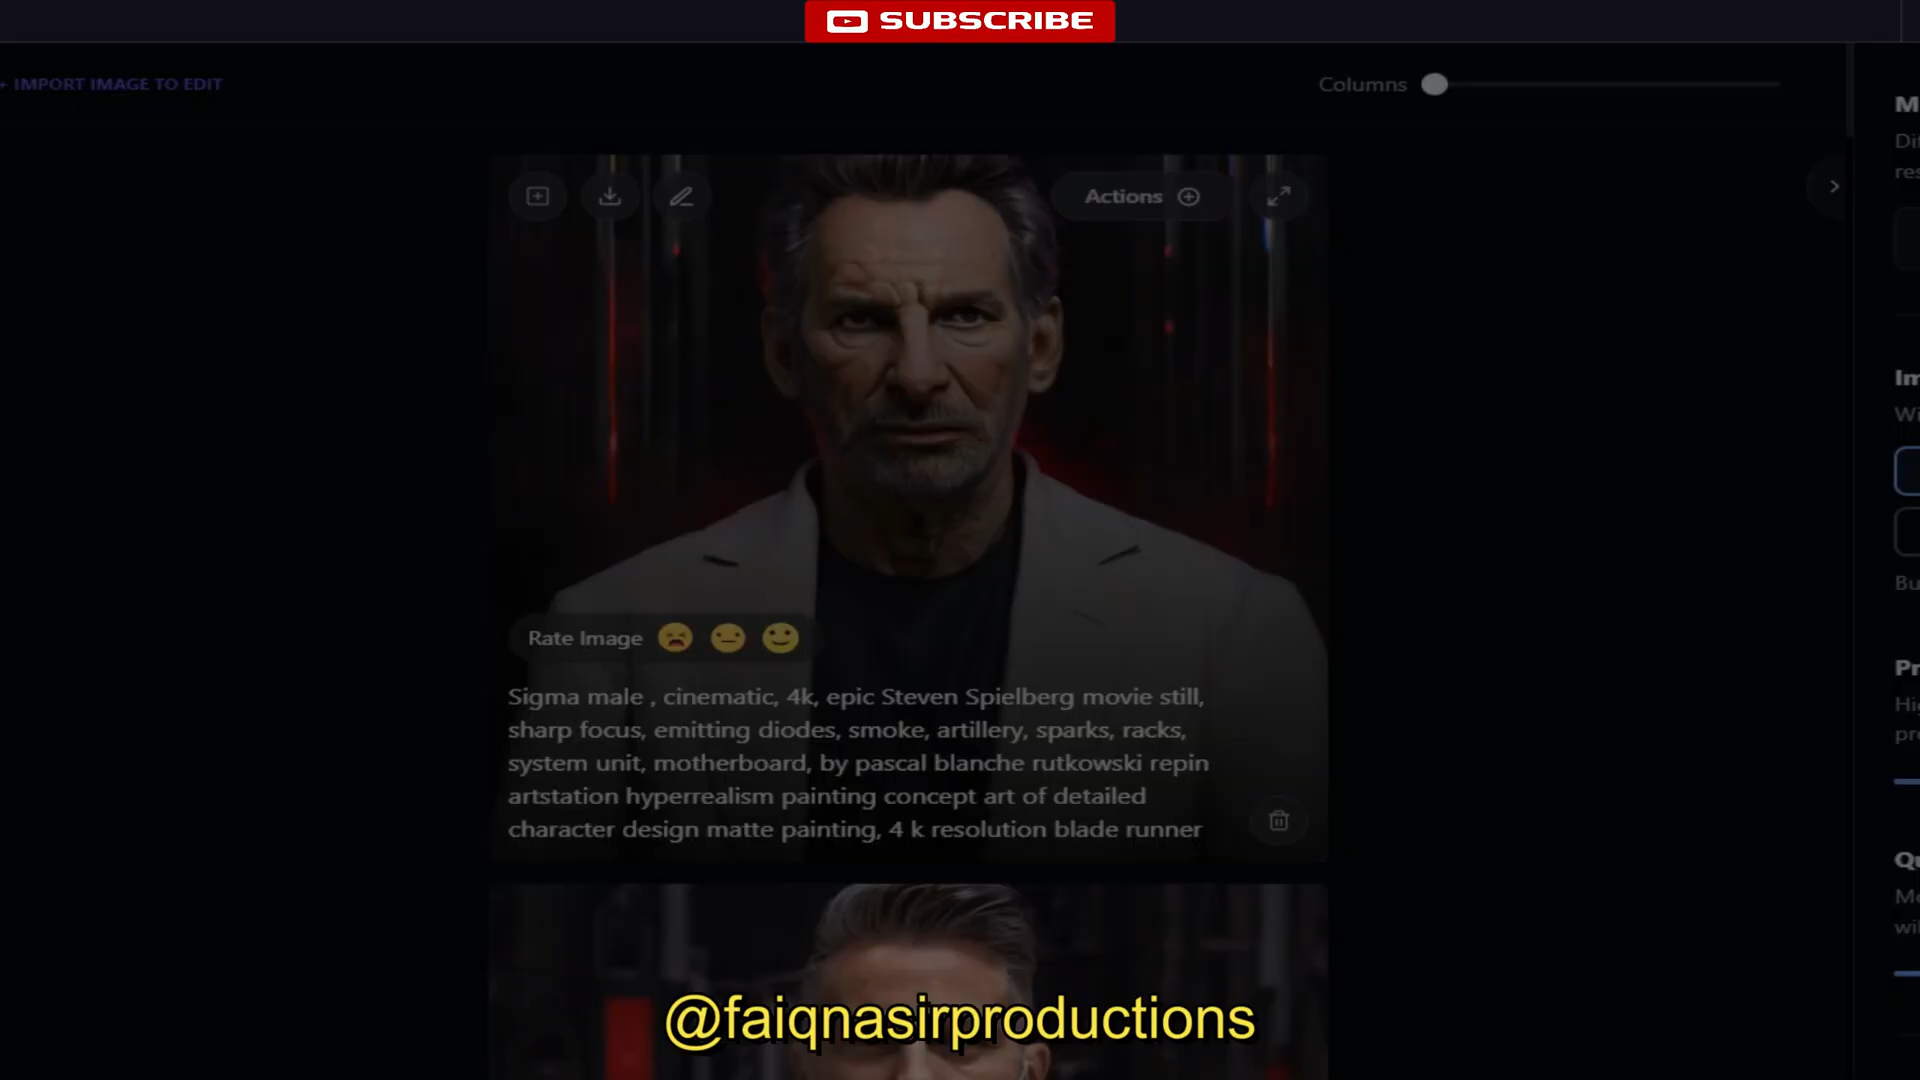 SUBSCRIBE
+ IMPORT IMAGE TO EDIT
Columns
Actions
Rate Image
Sigma male , cinematic, 4k, epic Steven Spielberg movie still,
sharp focus, emitting diodes, smoke, artillery, sparks, racks,
system unit, motherboard, by pascal blanche rutkowski repin
artstation hyperrealism painting concept art of detailed
character design matte painting, 4 k resolution blade runner
@faiqnasirproductions